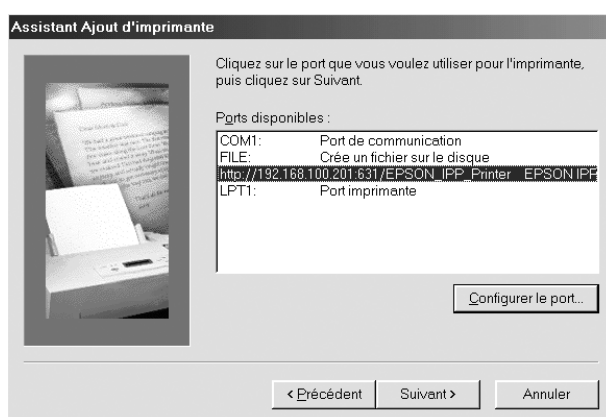 Assistant Ajout d'imprimante
Cliquez sur le port que vous voulez utiliser pour l'imprimante,
puis cliquez sur Suivant.
Ports disponibles :
COM1: Port de communication
FILE: Crée un fichier sur le disque
http://192.168.100.201:631/EPSON_IPP_Printer EPSON IPP
LPT1: Port imprimante
Configurer le port...
< Précédent Suivant > Annuler